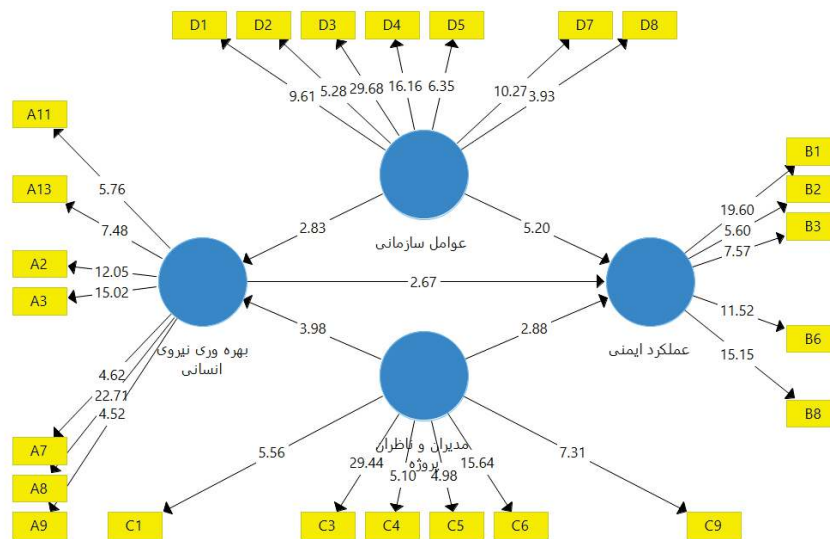 D1
D2
D3
D4
D5
D7
D8
9.61
5.28
29.68
16.16
6.35
10.27
3.93
A11
A13
A2
A3
A7
A8
A9
5.76
7.48
12.05
15.02
4.62
22.71
4.52
عوامل سازمانی
2.83
5.20
2.67
3.98
2.88
بهره وری نیروی
انسانی
عملکرد ایمنی
مدیران و ناظران
پروژه
B1
B2
B3
B6
B8
19.60
5.60
7.57
11.52
15.15
5.56
29.44
5.10
4.98
15.64
7.31
C1
C3
C4
C5
C6
C9